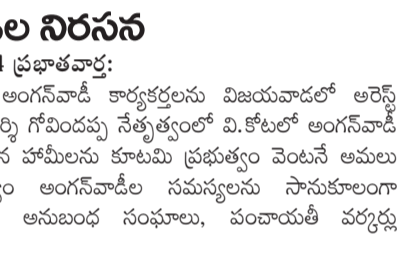 నిరసన
ప్రభాతవార్త:
అంగన్‌వాడీ కార్యకర్తలను విజయవాడలో అరెస్ట్
గోవిందప్ప నేతృత్వంలో వి.కోటలో అంగన్‌వాడీ
హామీలను కూటమి ప్రభుత్వం వెంటనే అమలు
అంగన్‌వాడీల సమస్యలను సానుకూలంగా
అనుబంధ సంఘాలు, పంచాయతీ వర్కర్లు